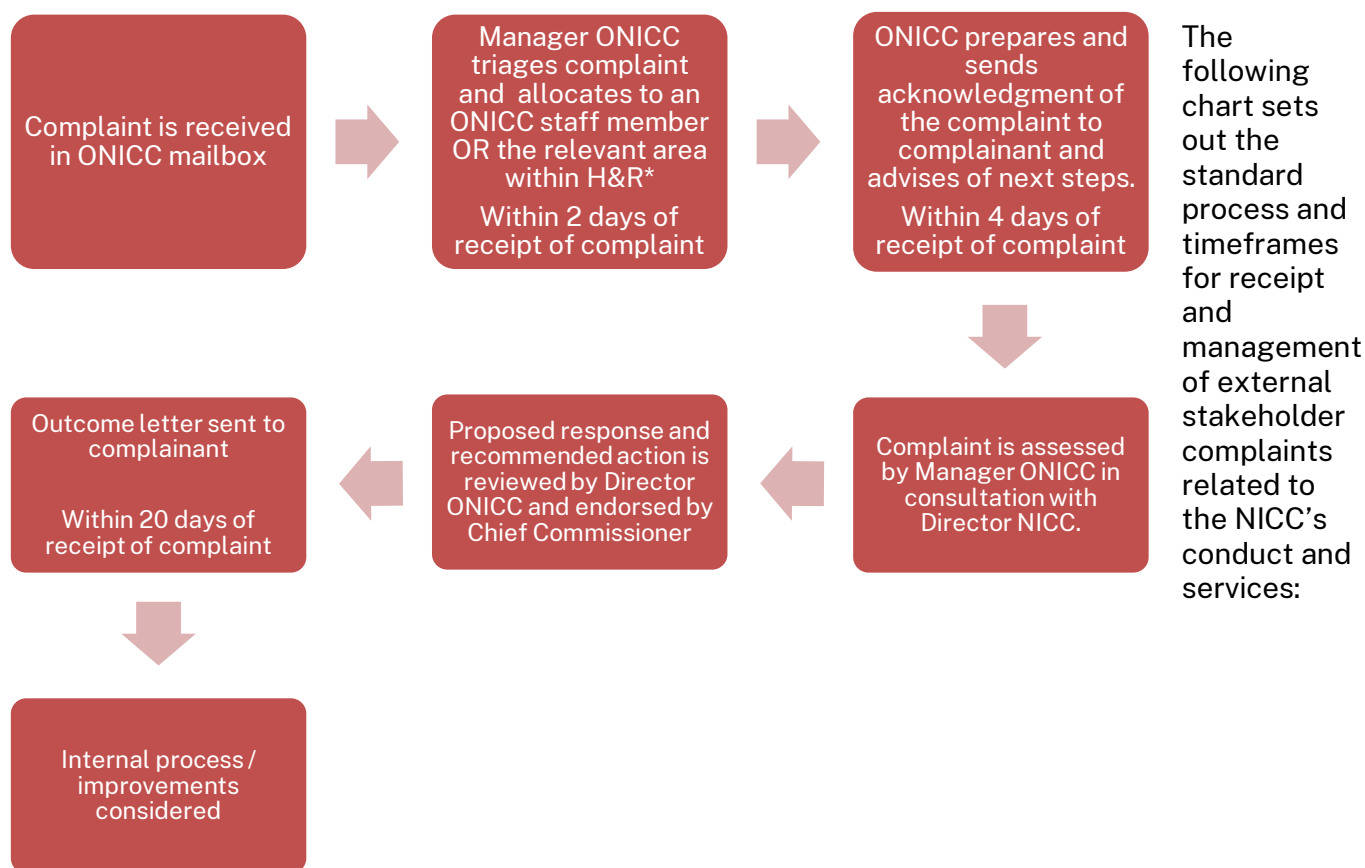 Complaint is received
in ONICC mailbox
Manager ONICC
triages complaint
and allocates to an
ONICC staff member
OR the relevant area
within H&R*
Within 2 days of
receipt of complaint
ONICC prepares and
sends
acknowledgment of
the complaint to
complainant and
advises of next steps.
Within 4 days of
receipt of complaint
The
following
chart sets
out the
standard
process and
timeframes
for receipt
and
management
of external
stakeholder
complaints
related to
the NICC’s
conduct and
services:
Complaint is assessed
by Manager ONICC in
consultation with
Director NICC.
Proposed response and
recommended action is
reviewed by Director
ONICC and endorsed by
Chief Commissioner
Outcome letter sent to
complainant
Within 20 days of
receipt of complaint
Internal process /
improvements
considered